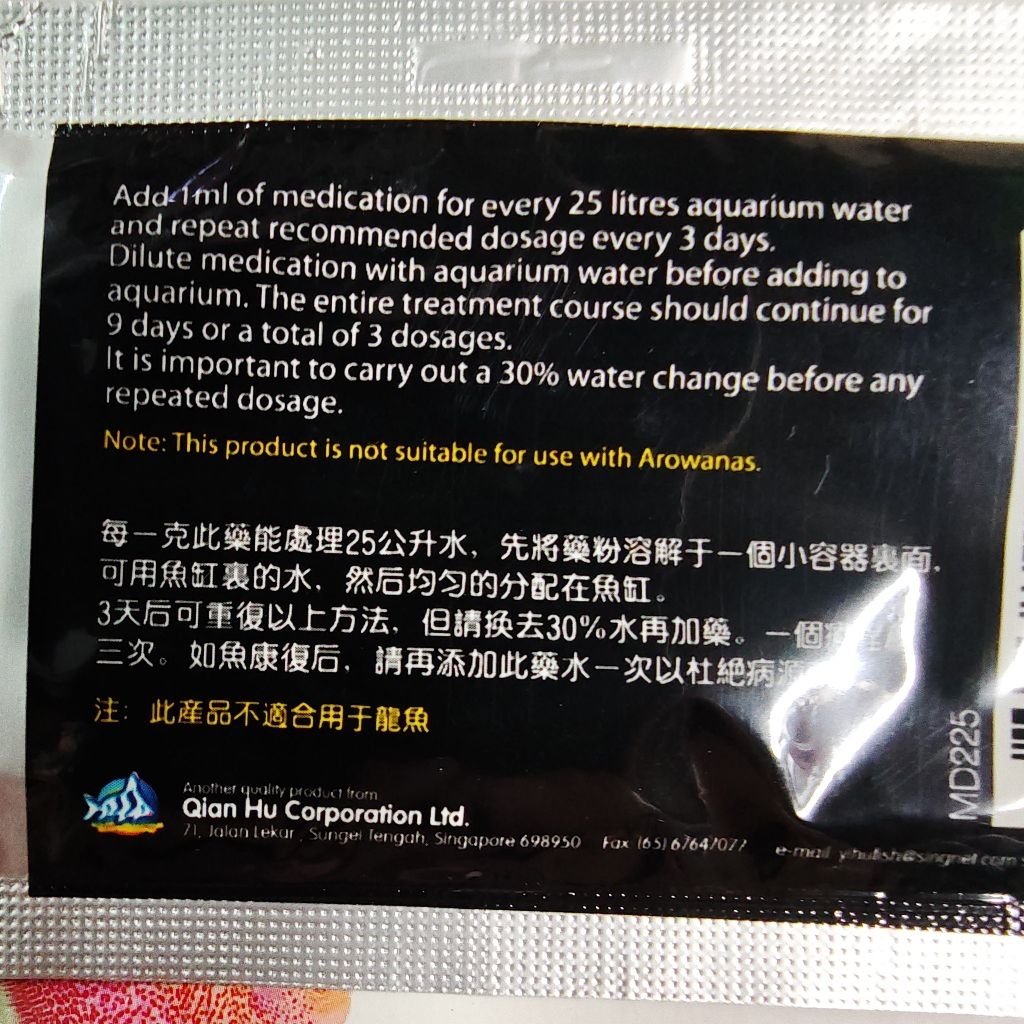 Add 1ml of medication for every 25 litres aquarium water
and repeat recommended dosage every 3 days.
Dilute medication with aquarium water before adding to
aquarium. The entire treatment course should continue for
9 days or a total of 3 dosages.
It is important to carry out a 30% water change before any
repeated dosage.
Note: This product is not suitable for use with Arowanas.
每一克此藥能處理25公升水，先將藥粉溶解于一個小容器裏面，
可用魚缸裏的水，然后均匀的分配在魚缸。
3天后可重復以上方法，但請换去30%水再加藥。一個
三次。如魚康復后，請再添加此藥水一次以杜絶病源
注：此産品不適合用于龍魚
Another quality product from
Qian Hu Corporation Ltd.
71, Jalan Lekar, Sungei Tengah, Singapore 698950 Fax (65) 67647077 e-mail
MD225